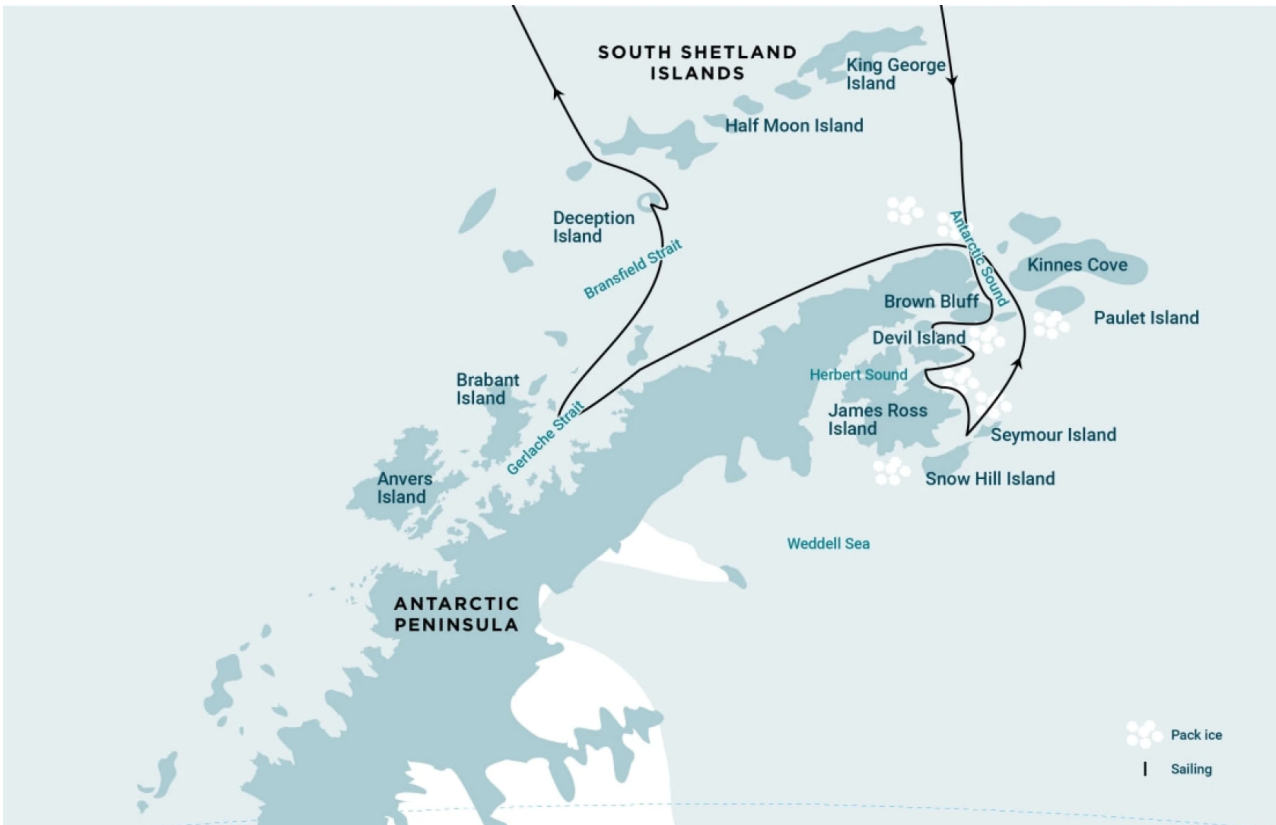 SOUTH SHETLAND
ISLANDS
King George
Island
Half Moon Island
Deception
Island
Bransfield Strait
Antarctic Sound
Kinnes Cove
Brown Bluff
Paulet Island
Devil Island
Herbert Sound
Brabant
Island
James Ross
Island
Gerlache Strait
Seymour Island
Anvers
Island
Snow Hill Island
Weddell Sea
ANTARCTIC
PENINSULA
Pack ice
Sailing